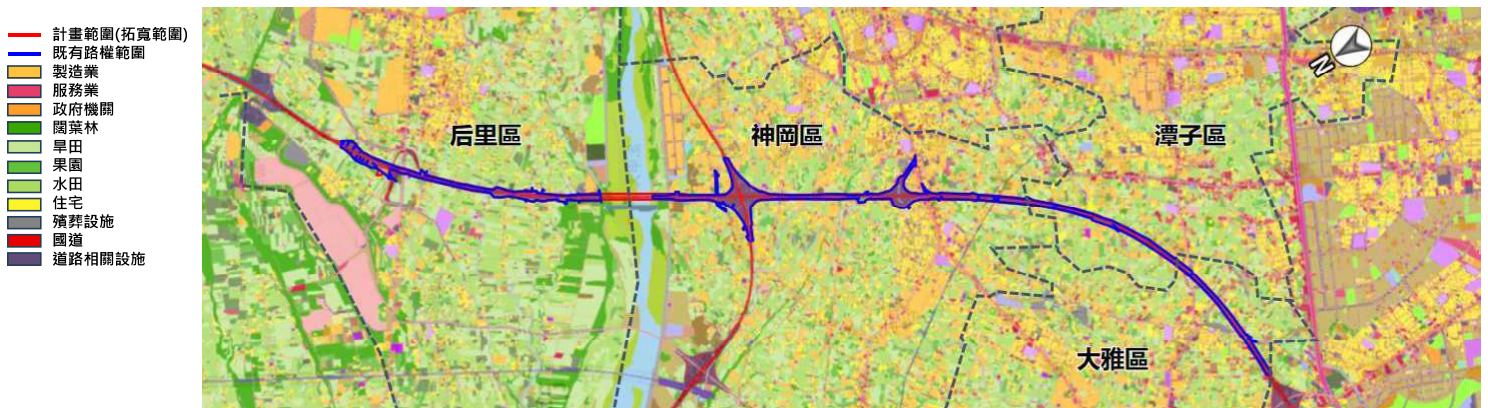 計畫範圍(拓寬範圍)
既有路權範圍
製造業
服務業
政府機關
闊葉林
旱田
果園
水田
住宅
殯葬設施
國道
道路相關設施
N
后里區
神岡區
潭子區
大雅區